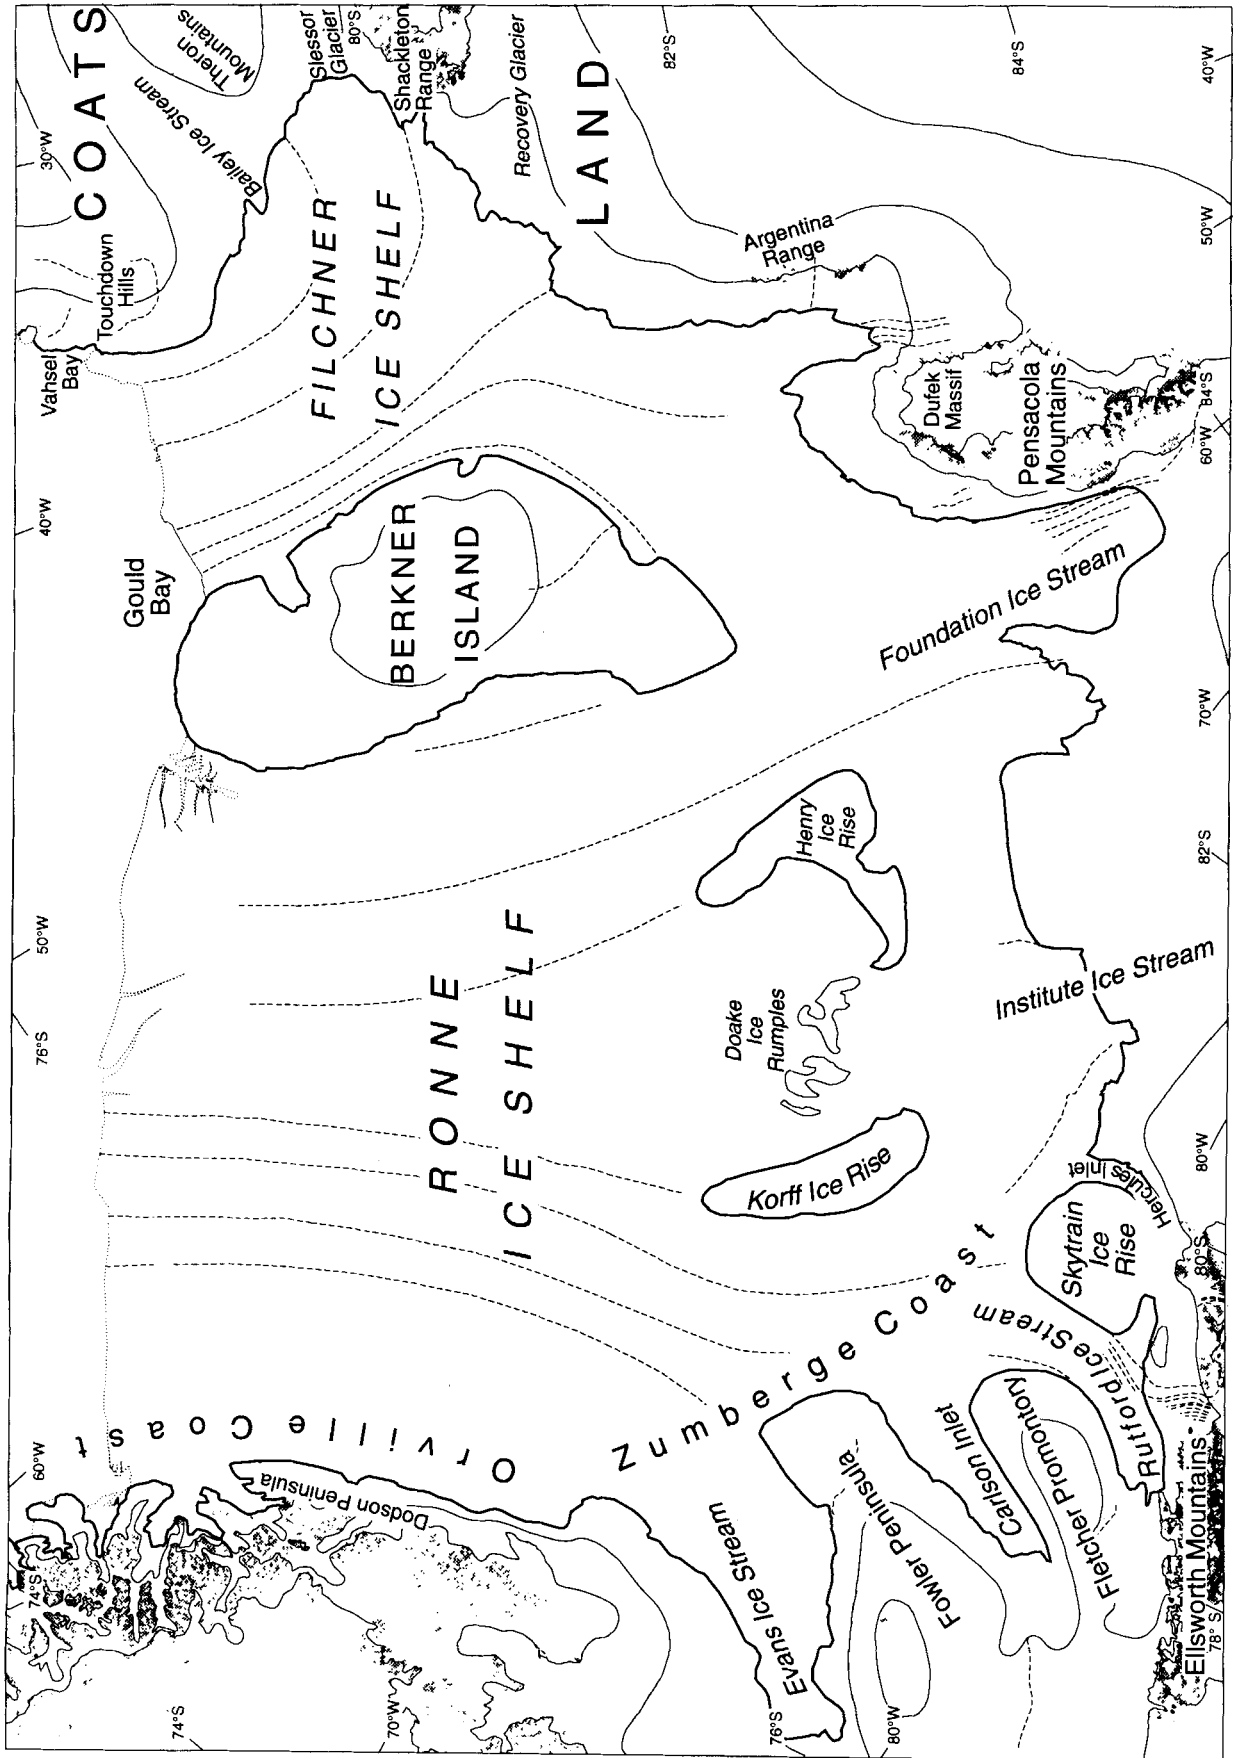 COATS
LAND
Theron
Mountains
Slessor
Glacier
80°S
Shackleton
Range
Bailey Ice Stream
Recovery Glacier
82°S
84°S
40°W
30°W
Touchdown
Hills
Vahsel
Bay
FILCHNER
ICE SHELF
Argentina
Range
50°W
Dufek
Massif
Pensacola
Mountains
84°S
60°W
40°W
Gould
Bay
BERKNER
ISLAND
Foundation Ice Stream
70°W
Henry
Ice
Rise
82°S
50°W
76°S
RONNE
ICE SHELF
Doake
Ice
Rumples
Institute Ice Stream
Korff Ice Rise
80°W
Hercules Inlet
Skytrain
Ice
Rise
80°S
Zumberge Coast
Orville Coast
Rutford Ice Stream
60°W
Dodson Peninsula
Carlson Inlet
Fletcher Promontory
Fowler Peninsula
Evans Ice Stream
Ellsworth Mountains
78°S
74°S
74°S
70°W
76°S
80°W